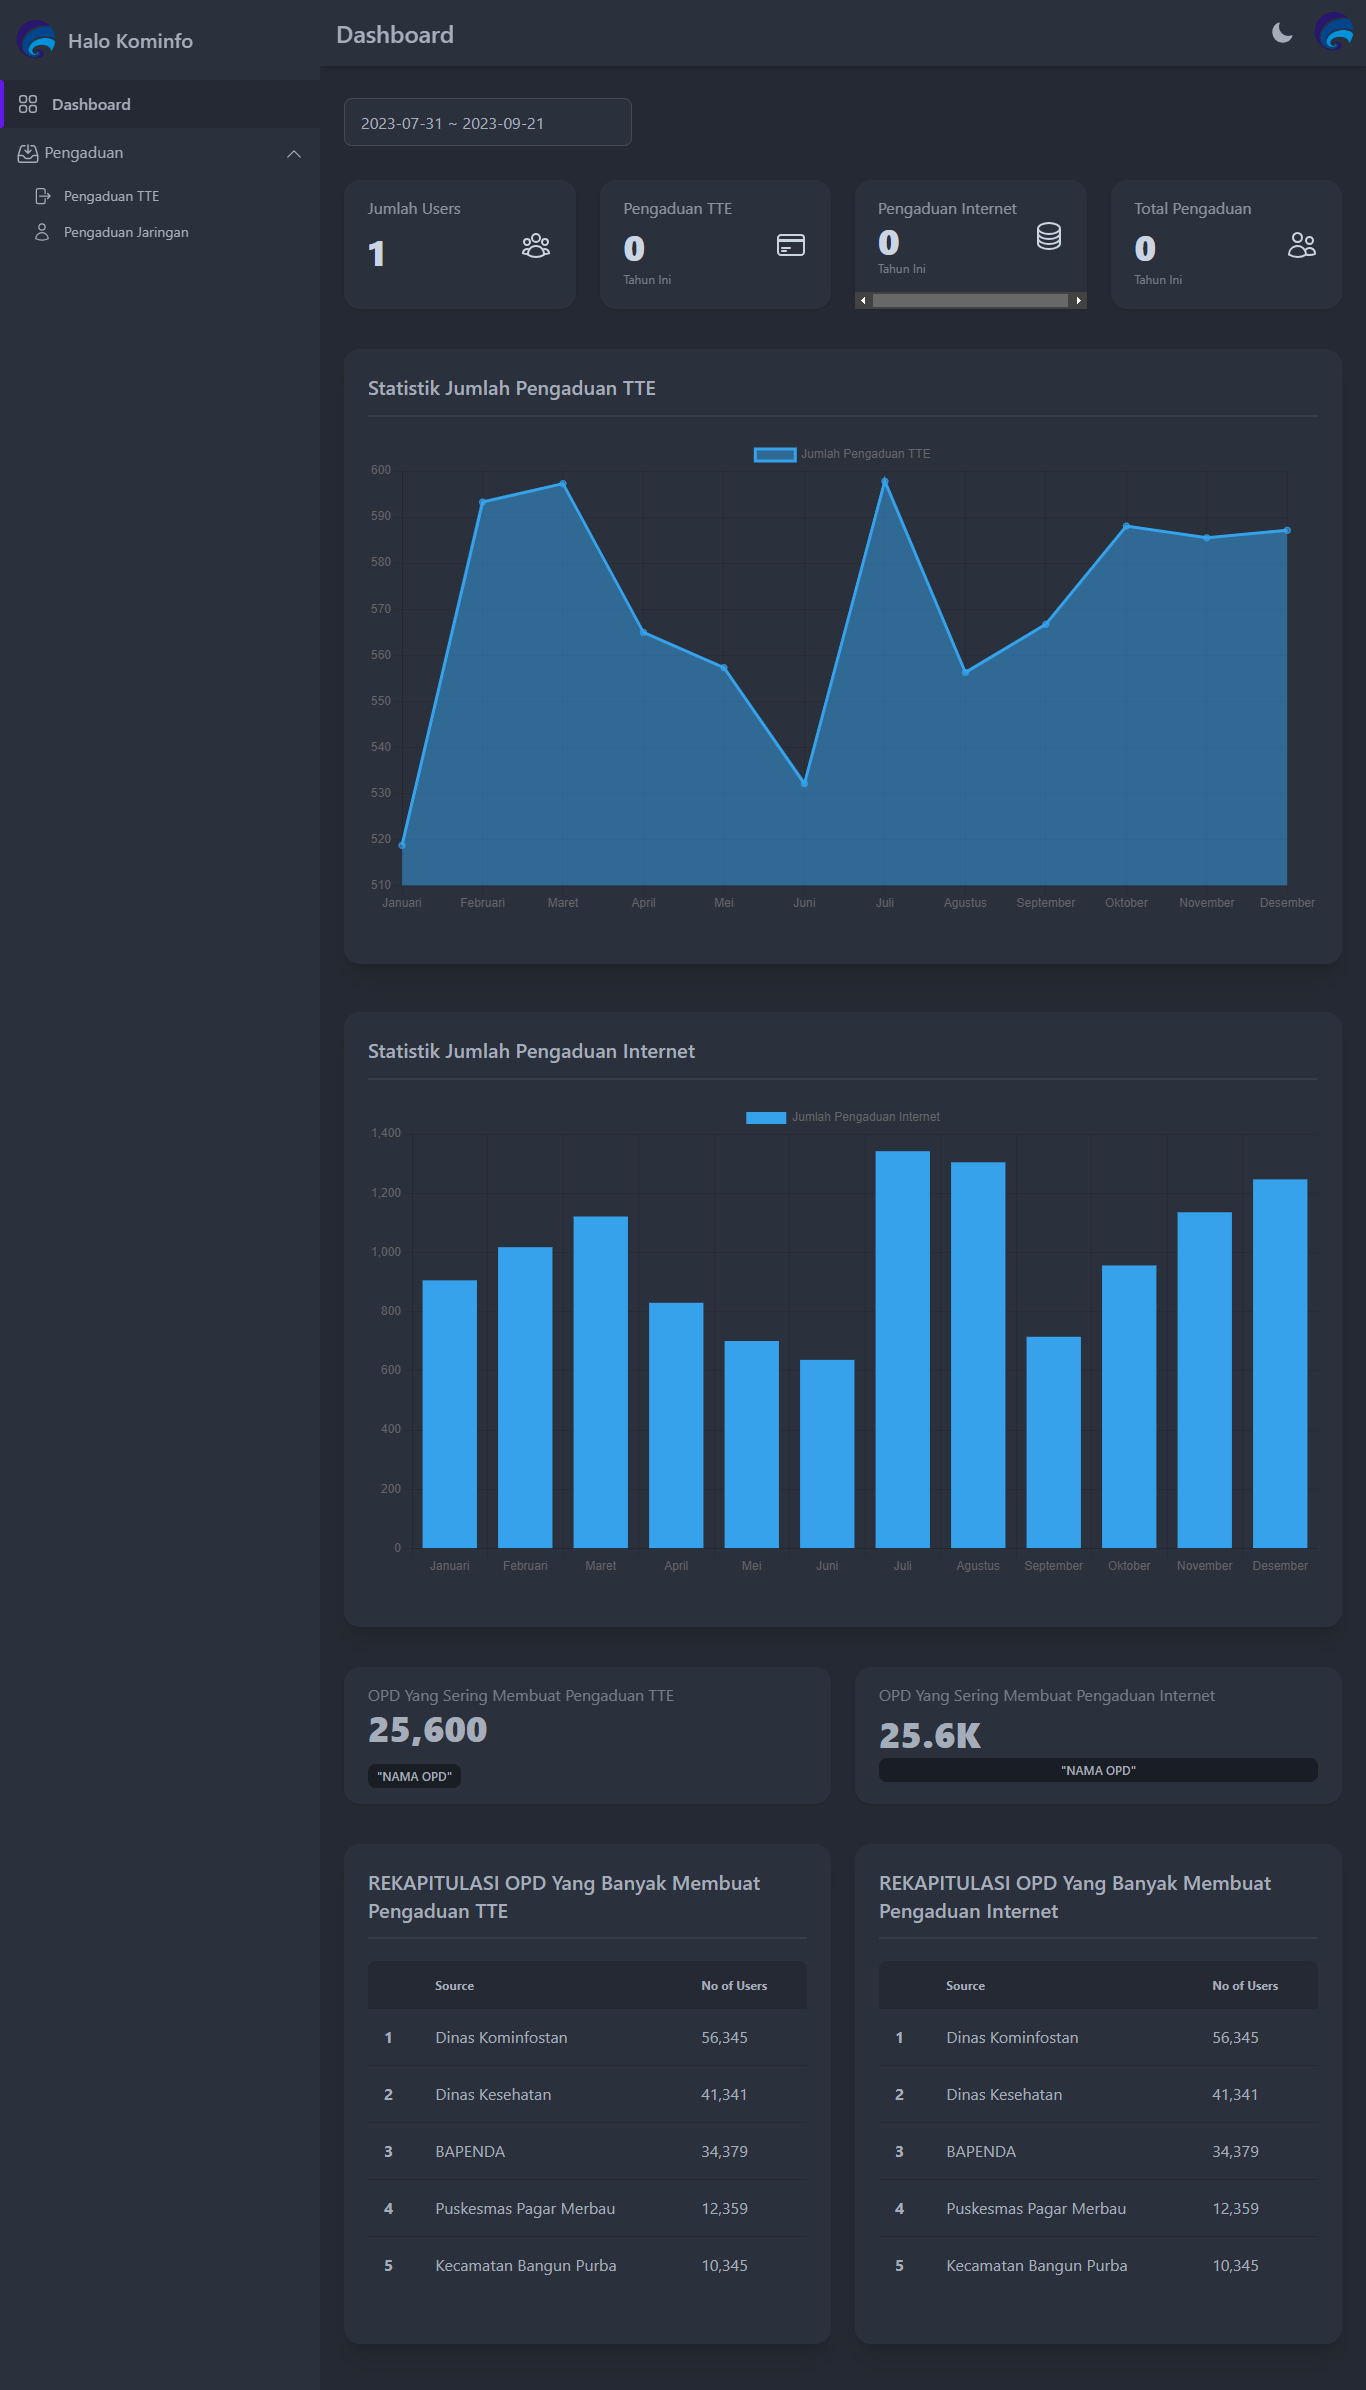 Halo Kominfo
Dashboard
Dashboard
Pengaduan
Pengaduan TTE
Pengaduan Jaringan
2023-07-31 ~ 2023-09-21
Jumlah Users
1
Pengaduan TTE
0
Tahun Ini
Pengaduan Internet
0
Tahun Ini
Total Pengaduan
0
Tahun Ini
Statistik Jumlah Pengaduan TTE
Jumlah Pengaduan TTE
600
590
580
570
560
550
540
530
520
510
Januari Februari Maret April Mei Juni Juli Agustus September Oktober November Desember
Statistik Jumlah Pengaduan Internet
Jumlah Pengaduan Internet
1,400
1,200
1,000
800
600
400
200
0
Januari Februari Maret April Mei Juni Juli Agustus September Oktober November Desember
OPD Yang Sering Membuat Pengaduan TTE
25,600
"NAMA OPD"
OPD Yang Sering Membuat Pengaduan Internet
25.6K
"NAMA OPD"
REKAPITULASI OPD Yang Banyak Membuat
Pengaduan TTE
Source No of Users
1 Dinas Kominfostan 56,345
2 Dinas Kesehatan 41,341
3 BAPENDA 34,379
4 Puskesmas Pagar Merbau 12,359
5 Kecamatan Bangun Purba 10,345
REKAPITULASI OPD Yang Banyak Membuat
Pengaduan Internet
Source No of Users
1 Dinas Kominfostan 56,345
2 Dinas Kesehatan 41,341
3 BAPENDA 34,379
4 Puskesmas Pagar Merbau 12,359
5 Kecamatan Bangun Purba 10,345